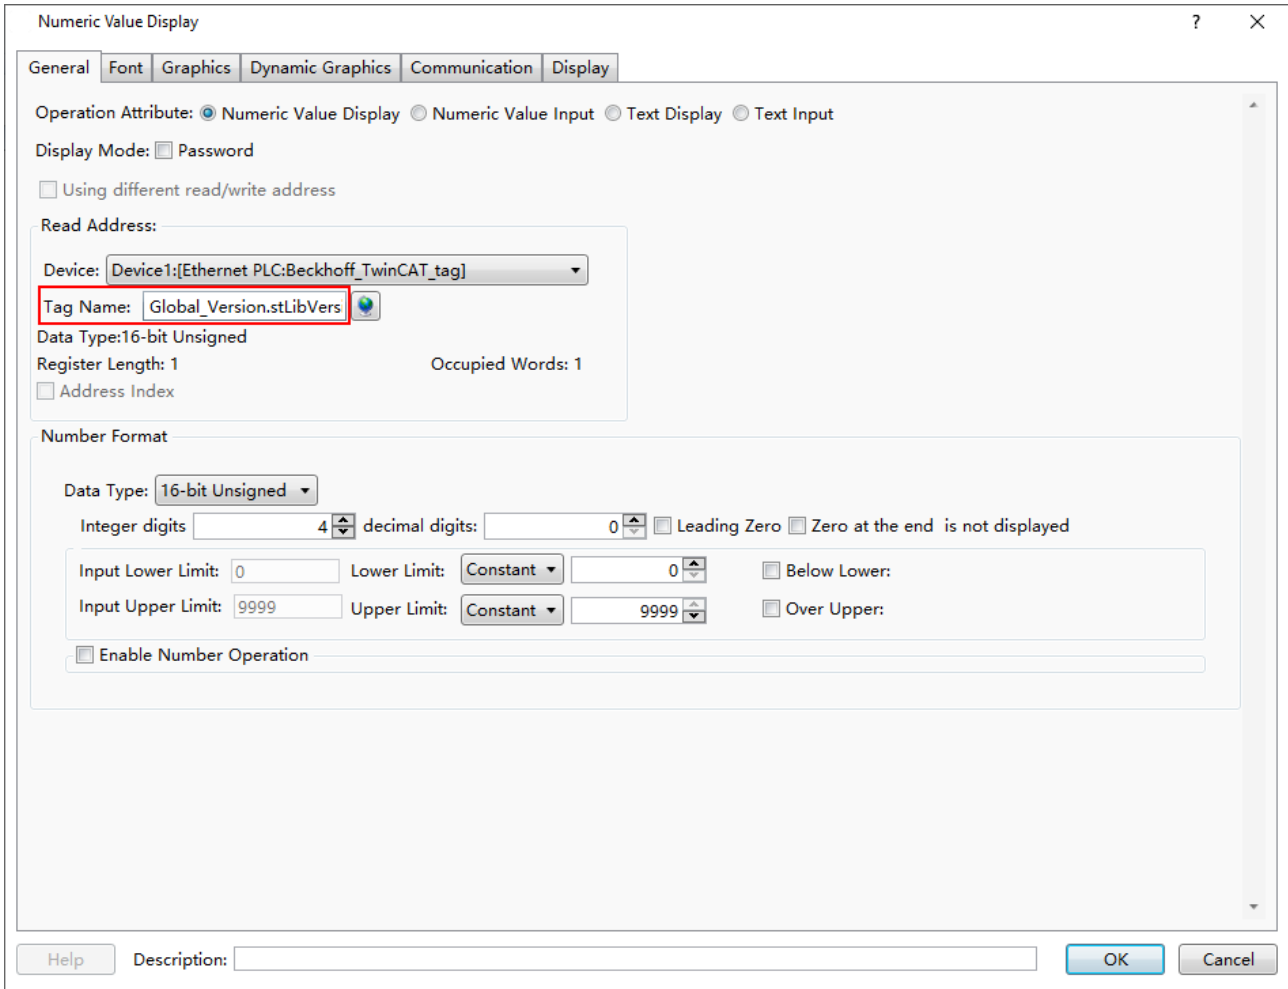 Numeric Value Display ?
General Font Graphics Dynamic Graphics Communication Display
Operation Attribute: Numeric Value Display Numeric Value Input Text Display Text Input
Display Mode: Password
Using different read/write address
Read Address:
Device: Device1:[Ethernet PLC:Beckhoff_TwinCAT_tag]
Tag Name: Global_Version.stLibVers
Data Type:16-bit Unsigned
Register Length: 1 Occupied Words: 1
Address Index
Number Format
Data Type: 16-bit Unsigned
Integer digits 4 decimal digits: 0 Leading Zero Zero at the end is not displayed
Input Lower Limit: 0 Lower Limit: Constant 0 Below Lower:
Input Upper Limit: 9999 Upper Limit: Constant 9999 Over Upper:
Enable Number Operation
Help Description: OK Cancel